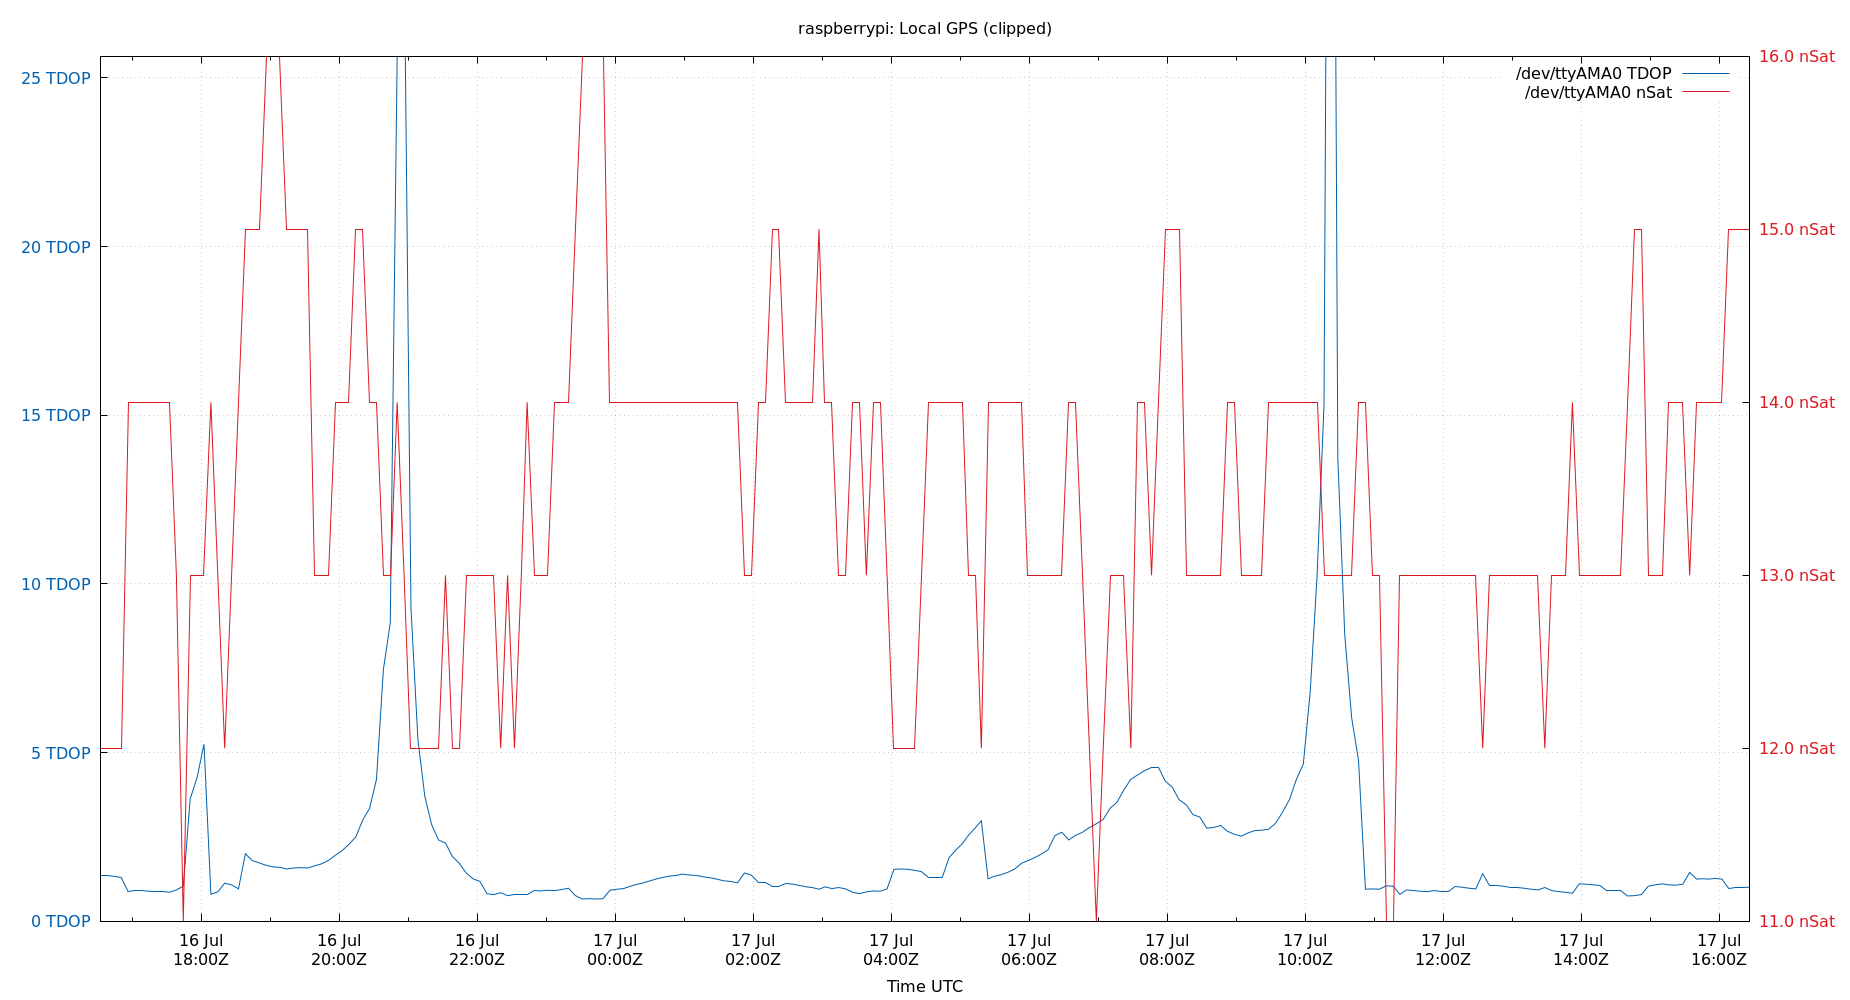 raspberrypi: Local GPS (clipped)
/dev/ttyAMA0 TDOP
/dev/ttyAMA0 nSat
25 TDOP
20 TDOP
15 TDOP
10 TDOP
5 TDOP
0 TDOP
16.0 nSat
15.0 nSat
14.0 nSat
13.0 nSat
12.0 nSat
11.0 nSat
16 Jul
18:00Z
16 Jul
20:00Z
16 Jul
22:00Z
17 Jul
00:00Z
17 Jul
02:00Z
17 Jul
04:00Z
17 Jul
06:00Z
17 Jul
08:00Z
17 Jul
10:00Z
17 Jul
12:00Z
17 Jul
14:00Z
17 Jul
16:00Z
Time UTC